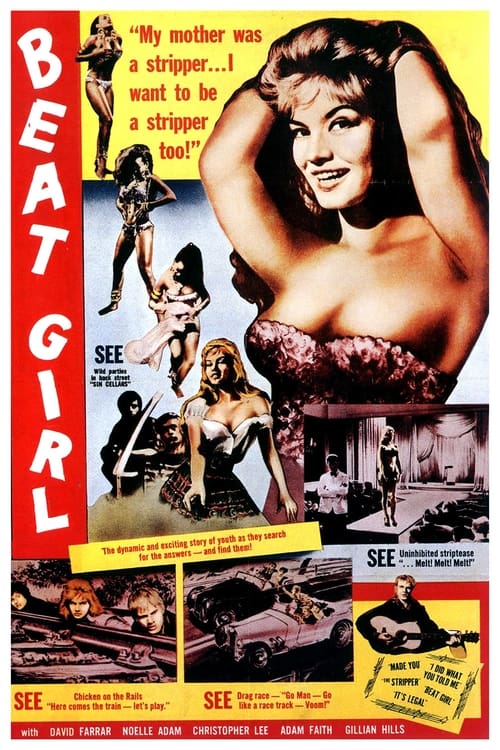 BEAT GIRL
"My mother was
a stripper...I
want to be
a stripper
too!"
SEE
Wild parties
in back street
"SIN CELLARS"
The dynamic and exciting story of youth as they search
for the answers — and find them!
SEE Uninhibited striptease
"... Melt! Melt! Melt!"
SEE Chicken on the Rails
"Here comes the train — let's play."
SEE Drag race — "Go Man — Go
like a race track — Voom!"
'MADE YOU
'I DID WHAT
YOU TOLD ME'
'THE STRIPPER'
BEAT GIRL'
'IT'S LEGAL'
with DAVID FARRAR NOELLE ADAM CHRISTOPHER LEE ADAM FAITH GILLIAN HILLS